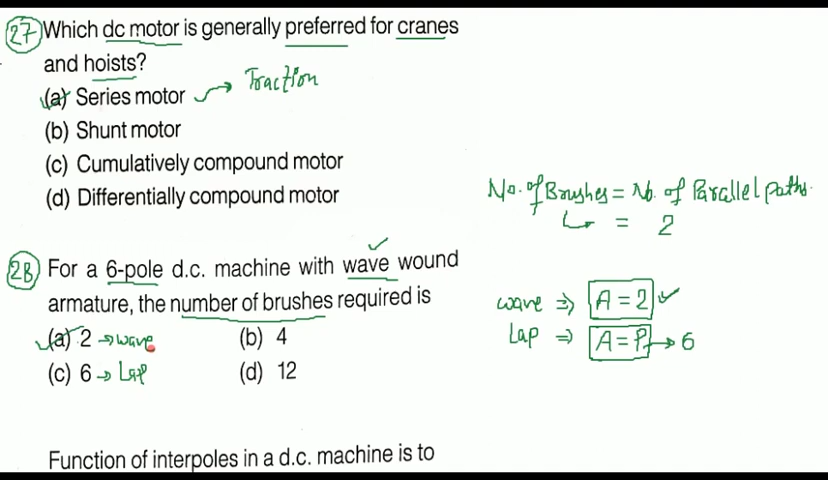 27 Which dc motor is generally preferred for cranes
and hoists?
(a) Series motor → Traction
(b) Shunt motor
(c) Cumulatively compound motor
(d) Differentially compound motor
No. of Brushes = No. of Parallel paths.
↳ = 2
28 For a 6-pole d.c. machine with wave wound
armature, the number of brushes required is
(a) 2 → wave (b) 4
(c) 6 → Lap (d) 12
wave ⇒ A = 2 ✓
Lap ⇒ A = P → 6
Function of interpoles in a d.c. machine is to